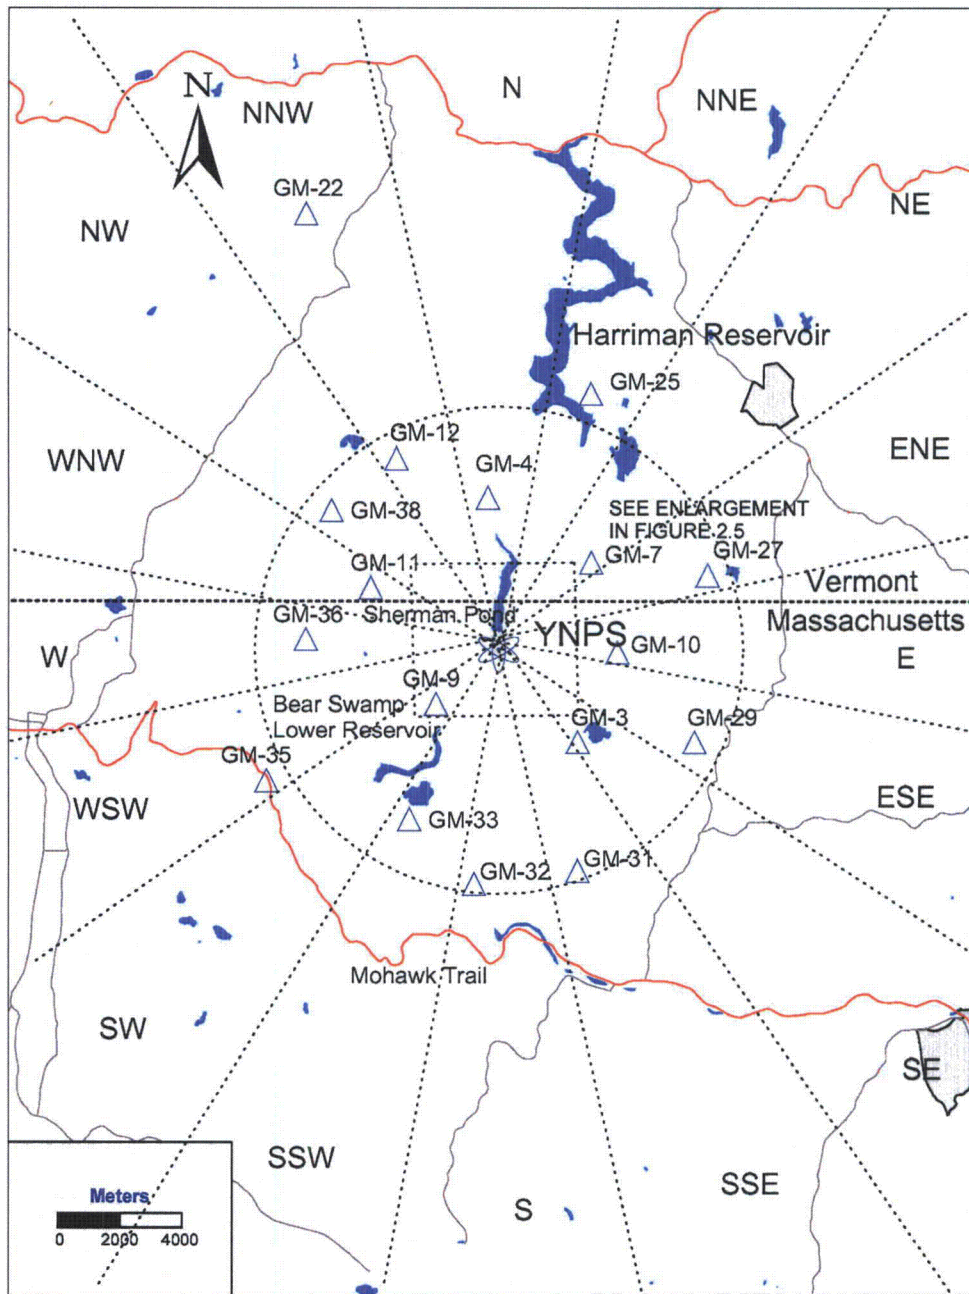 N
N
NNW
NNE
GM-22
NE
NW
Harriman Reservoir
GM-25
GM-12
WNW
ENE
GM-4
GM-38
SEE ENLARGEMENT
IN FIGURE 2.5
GM-7
GM-27
GM-11
Vermont
GM-36
Sherman Pond
Massachusetts
YNPS
W
GM-10
E
GM-9
Bear Swamp
Lower Reservoir
GM-3
GM-29
GM-35
WSW
ESE
GM-33
GM-32
GM-31
Mohawk Trail
SW
SE
SSW
SSE
S
Meters
0 2000 4000